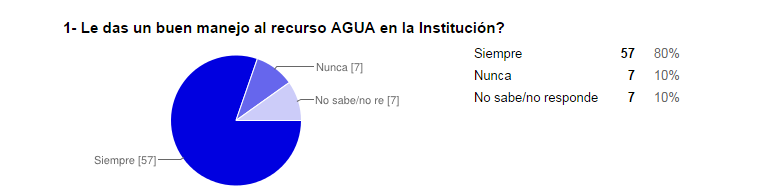 1- Le das un buen manejo al recurso AGUA en la Institución?
Siempre 57 80%
Nunca 7 10%
No sabe/no responde 7 10%
Nunca [7]
No sabe/no re [7]
Siempre [57]